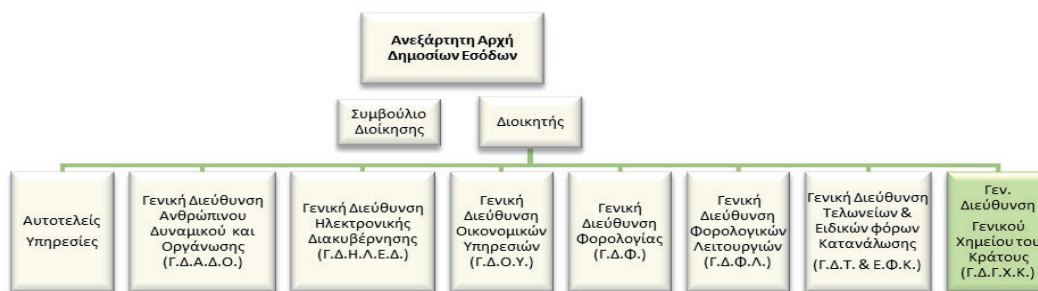 Ανεξάρτητη Αρχή
Δημοσίων Εσόδων
Συμβούλιο
Διοίκησης
Διοικητής
Αυτοτελείς
Υπηρεσίες
Γενική Διεύθυνση
Ανθρώπινου
Δυναμικού και
Οργάνωσης
(Γ.Δ.Α.Δ.Ο.)
Γενική Διεύθυνση
Ηλεκτρονικής
Διακυβέρνησης
(Γ.Δ.Η.Λ.Ε.Δ.)
Γενική
Διεύθυνση
Οικονομικών
Υπηρεσιών
(Γ.Δ.Ο.Υ.)
Γενική
Διεύθυνση
Φορολογίας
(Γ.Δ.Φ.)
Γενική
Διεύθυνση
Φορολογικών
Λειτουργιών
(Γ.Δ.Φ.Λ.)
Γενική Διεύθυνση
Τελωνείων &
Ειδικών φόρων
Κατανάλωσης
(Γ.Δ.Τ. & Ε.Φ.Κ.)
Γεν.
Διεύθυνση
Γενικού
Χημείου του
Κράτους
(Γ.Δ.Γ.Χ.Κ.)